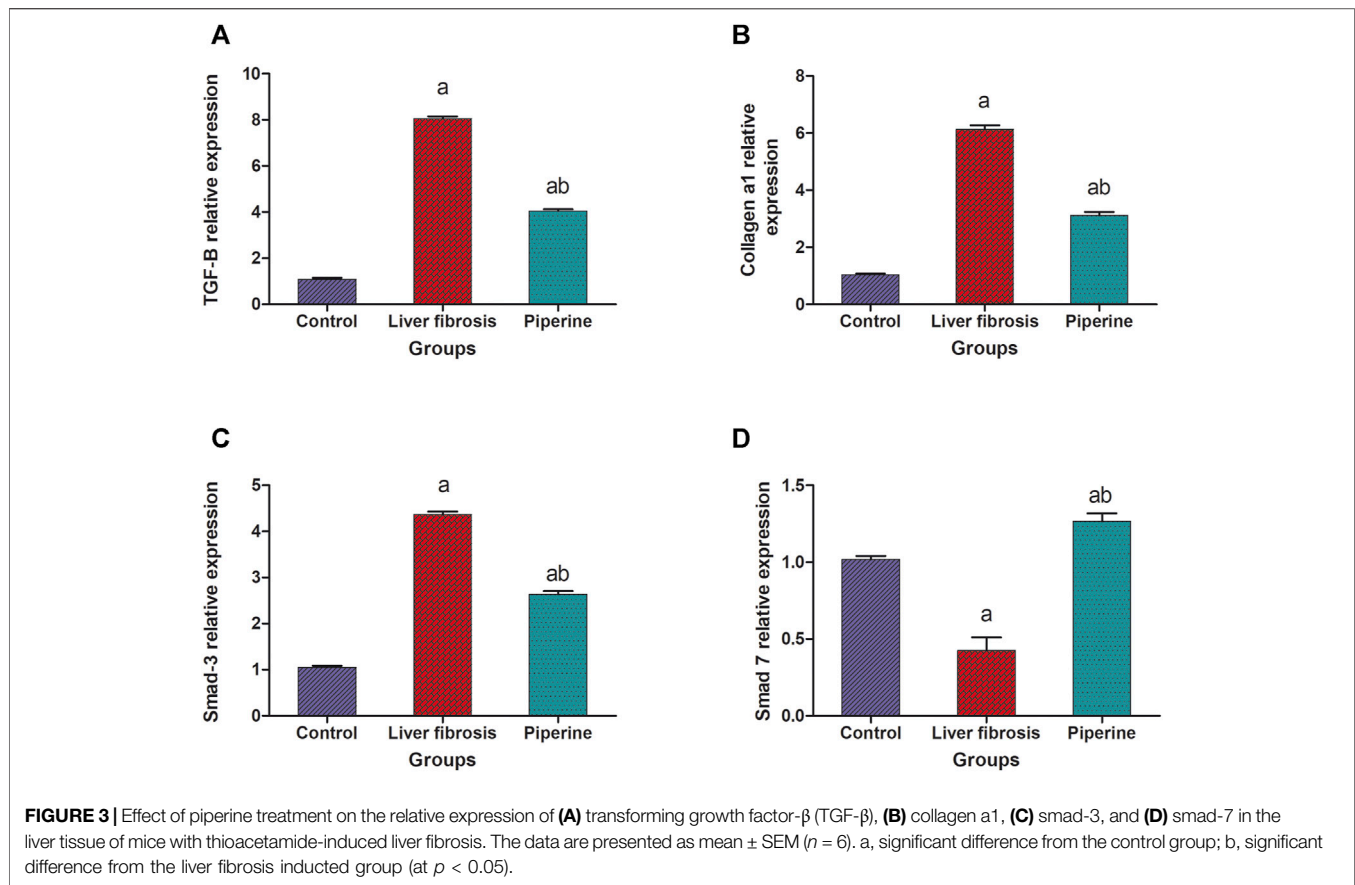 A
TGF-B relative expression
10
8
6
4
2
0
a
ab
Control Liver fibrosis Piperine
Groups
B
Collagen a1 relative
expression
8
6
4
2
0
a
ab
Control Liver fibrosis Piperine
Groups
C
Smad-3 relative expression
5
4
3
2
1
0
a
ab
Control Liver fibrosis Piperine
Groups
D
Smad 7 relative expression
1.5
1.0
0.5
0.0
a
ab
Control Liver fibrosis Piperine
Groups
FIGURE 3 | Effect of piperine treatment on the relative expression of (A) transforming growth factor-β (TGF-β), (B) collagen a1, (C) smad-3, and (D) smad-7 in the
liver tissue of mice with thioacetamide-induced liver fibrosis. The data are presented as mean ± SEM (n = 6). a, significant difference from the control group; b, significant
difference from the liver fibrosis inducted group (at p < 0.05).